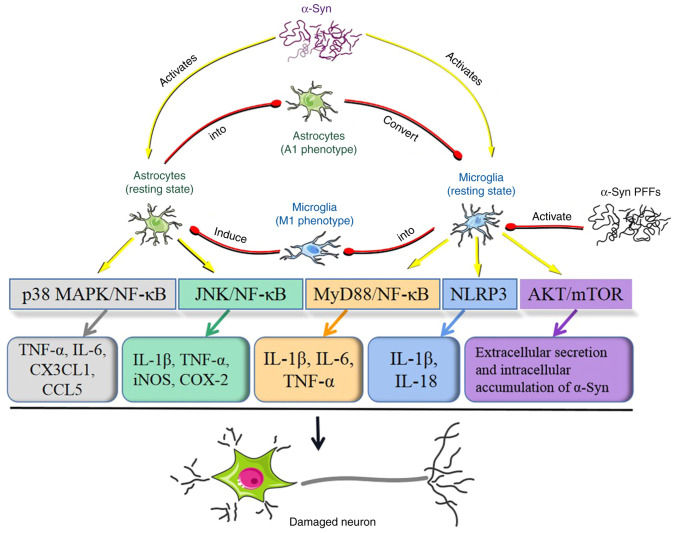 α-Syn
Activates
Activates
into
Astrocytes
(A1 phenotype)
Convert
Astrocytes
(resting state)
Microglia
(resting state)
α-Syn PFFs
Microglia
(M1 phenotype)
Induce
into
Activate
p38 MAPK/NF-κB
JNK/NF-κB
MyD88/NF-κB
NLRP3
AKT/mTOR
TNF-α, IL-6,
CX3CL1,
CCL5
IL-1β, TNF-α,
iNOS, COX-2
IL-1β, IL-6,
TNF-α
IL-1β,
IL-18
Extracellular secretion
and intracellular
accumulation of α-Syn
Damaged neuron